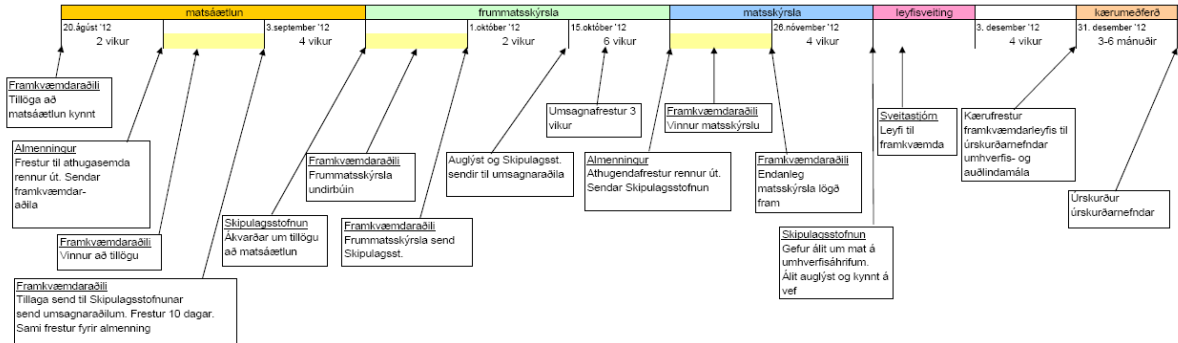 matsáætlun
frummatsskýrsla
matsskýrsla
leyfisveiting
kærumeðferð
20.ágúst '12
3.september '12
1.október '12
15.október '12
26.nóvember '12
3. desember '12
31. desember '12
2 vikur
4 vikur
2 vikur
6 vikur
4 vikur
4 vikur
3-6 mánuðir
Framkvæmdaraðili
Tillöga að
matsáætlun kynnt
Almenningur
Frestur til athugasemda
rennur út. Sendar
framkvæmdar-
aðila
Framkvæmdaraðili
Vinnur að tillögu
Framkvæmdaraðili
Tillaga send til Skipulagsstofnunar
send umsagnaraðilum. Frestur 10 dagar.
Sami frestur fyrir almenning
Skipulagsstofnun
Ákvarðar um tillögu
að matsáætlun
Framkvæmdaraðili
Frummatsskýrsla
undirbúin
Framkvæmdaraðili
Frummatsskýrsla send
Skipulagsst.
Auglýst og Skipulagsst.
sendir til umsagnaraðila
Umsagnafrestur 3
vikur
Almenningur
Athugendafrestur rennur út.
Sendar Skipulagsstofnun
Framkvæmdaraðili
Vinnur matsskýrslu
Framkvæmdaraðili
Endanleg
matsskýrsla lögð
fram
Skipulagsstofnun
Gefur álit um mat á
umhverfisáhrifum.
Álit auglýst og kynnt á
vef
Sveitastjórn
Leyfi til
framkvæmda
Kærufrestur
framkvæmdarleyfis til
úrskurðarnefndar
umhverfis- og
auðlindamála
Úrskurður
úrskurðarnefndar